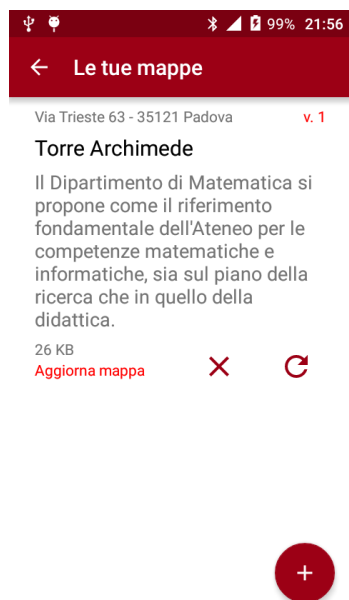 99% 21:56
Le tue mappe
Via Trieste 63 - 35121 Padova v. 1
Torre Archimede
Il Dipartimento di Matematica si
propone come il riferimento
fondamentale dell'Ateneo per le
competenze matematiche e
informatiche, sia sul piano della
ricerca che in quello della
didattica.
26 KB
Aggiorna mappa